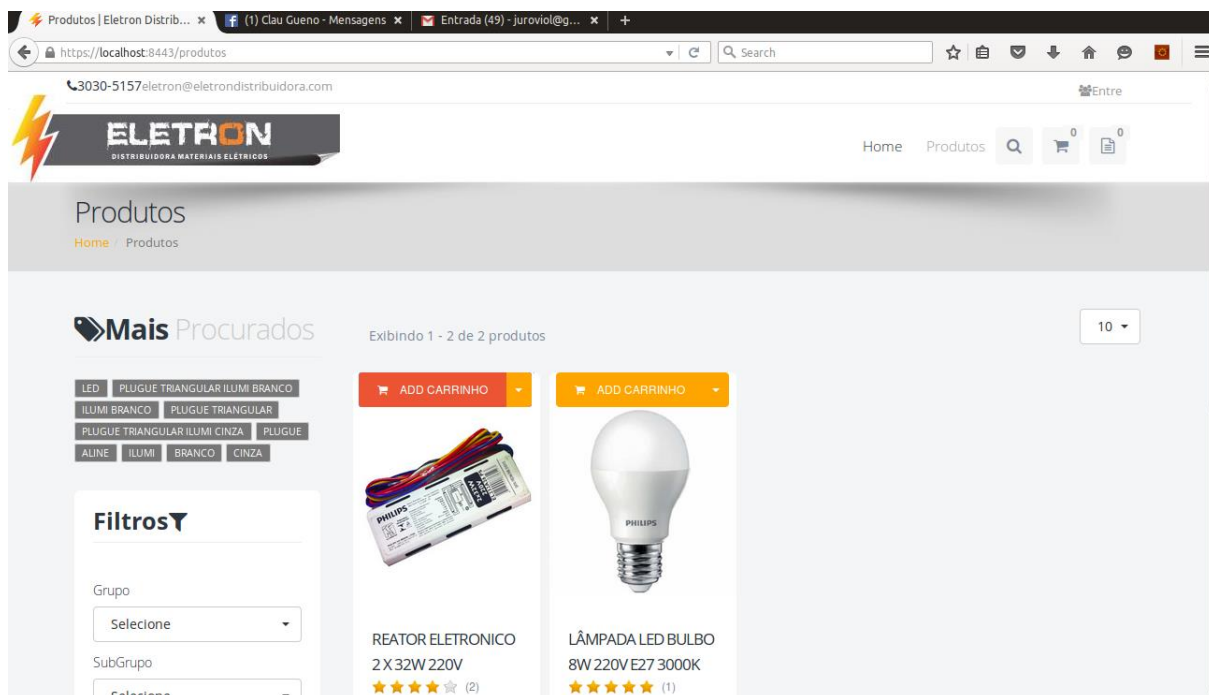 Produtos | Eletron Distrib... × (1) Clau Gueno - Mensagens × Entrada (49) - juroviol@g... × +
https://localhost:8443/produtos Search
3030-5157eletron@eletrondistribuidora.com Entre
ELETRON
DISTRIBUIDORA MATERIAIS ELÉTRICOS
Home Produtos 0 0
Produtos
Home / Produtos
Mais Procurados
Exibindo 1 - 2 de 2 produtos 10
LED PLUGUE TRIANGULAR ILUMI BRANCO
ILUMI BRANCO PLUGUE TRIANGULAR
PLUGUE TRIANGULAR ILUMI CINZA PLUGUE
ALINE ILUMI BRANCO CINZA
ADD CARRINHO ADD CARRINHO
PHILIPS
PHILIPS
Filtros
Grupo
Selecione
SubGrupo
Selecione
REATOR ELETRONICO
2 X 32W 220V
(2)
LÂMPADA LED BULBO
8W 220V E27 3000K
(1)